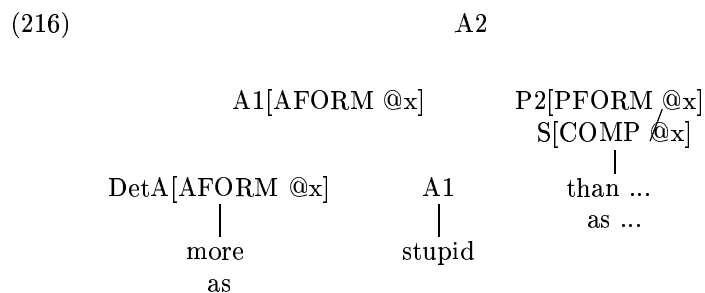 (216) A2
A1[AFORM @x] P2[PFORM @x]
S[COMP @x]
DetA[AFORM @x] A1 than ...
as ...
more stupid
as